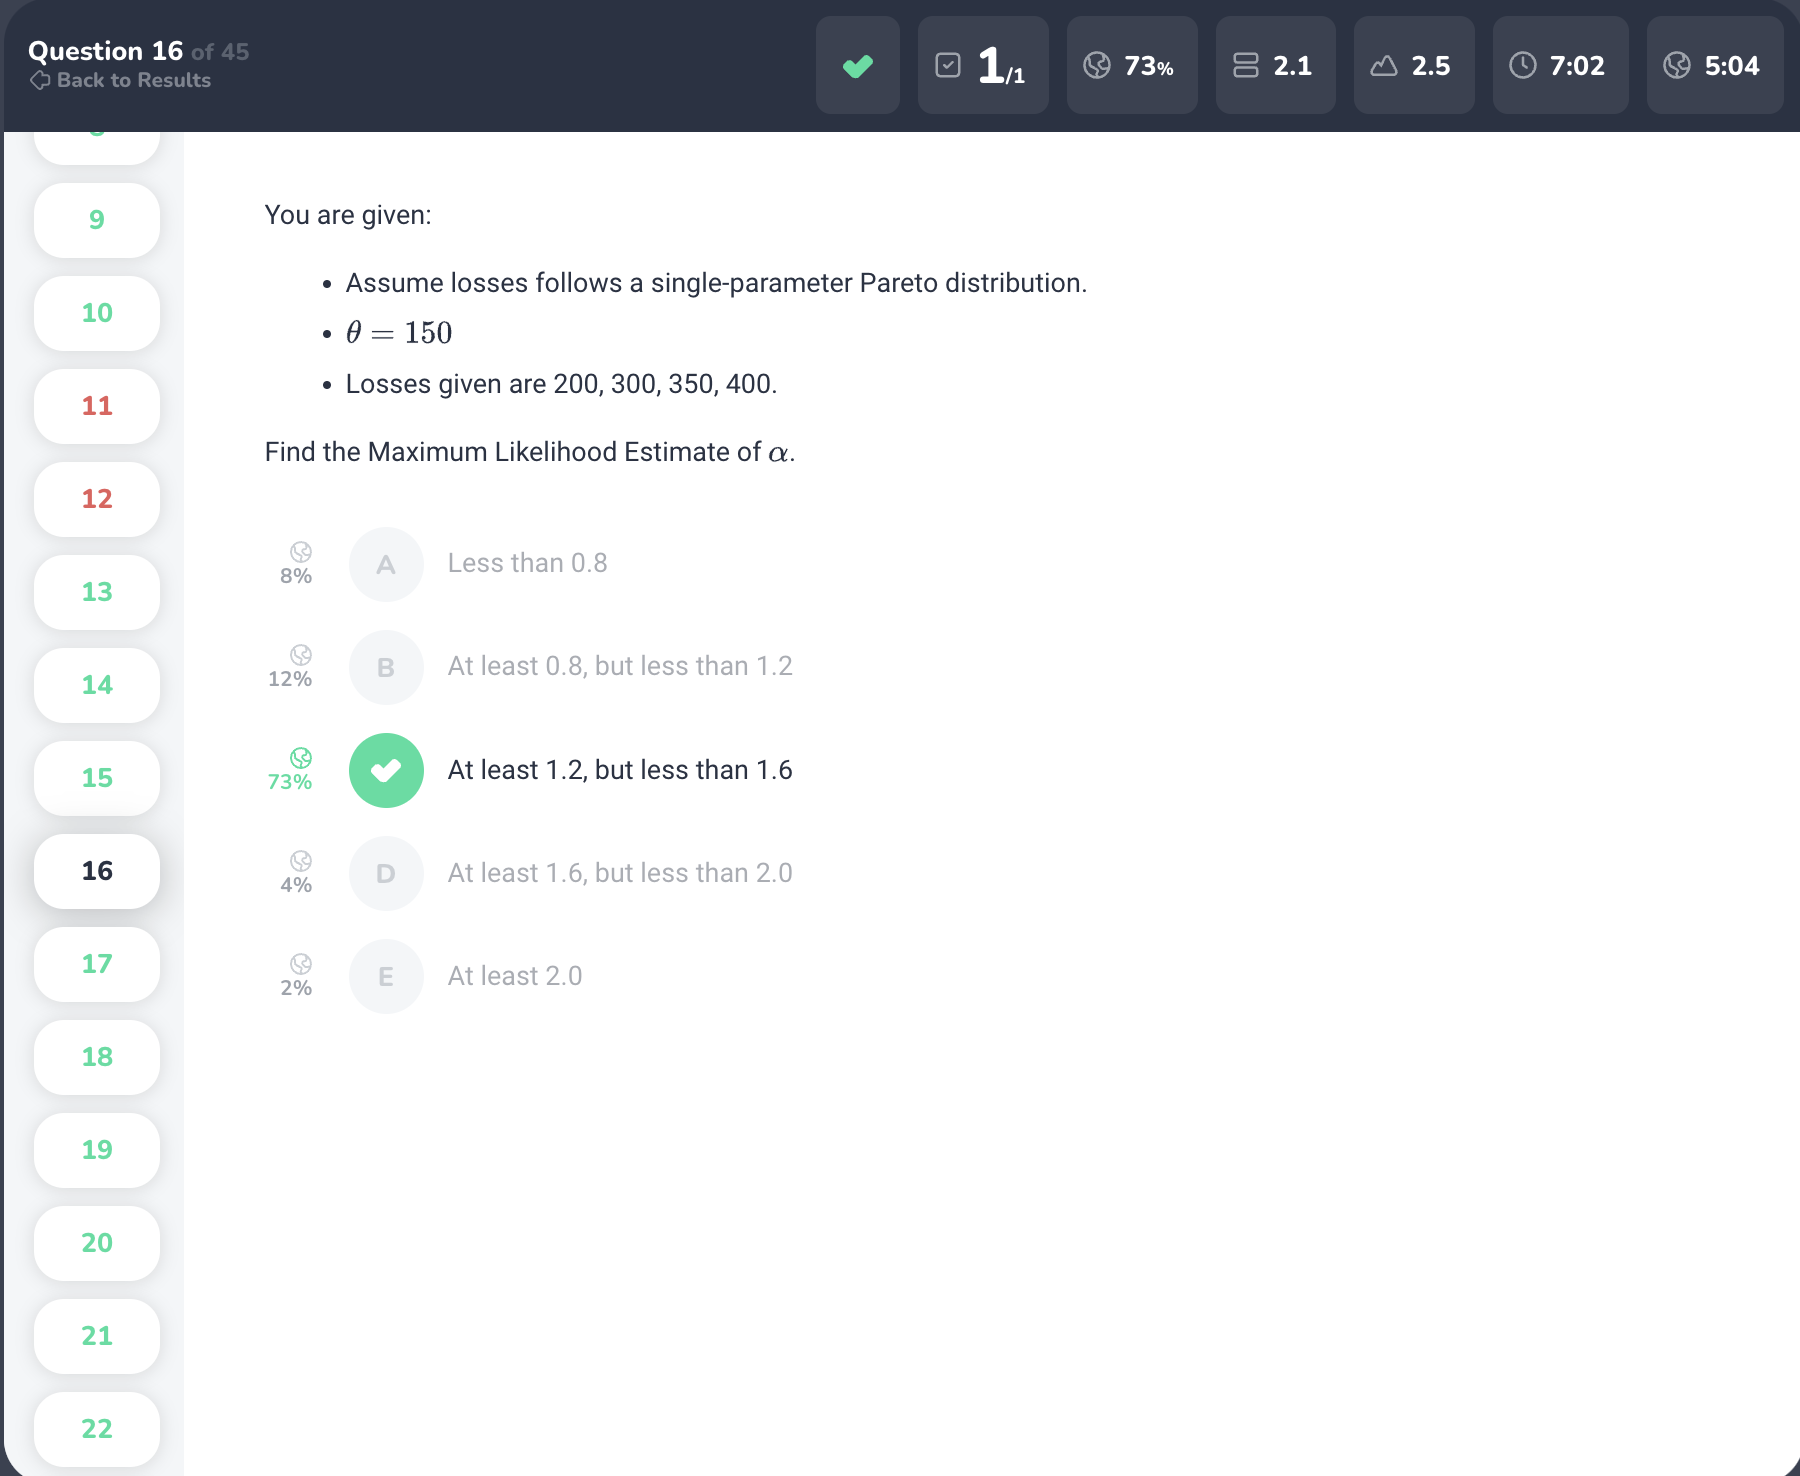 Question 16 of 45
Back to Results
1/1
73%
2.1
2.5
7:02
5:04
9
10
11
12
13
14
15
16
17
18
19
20
21
22
You are given:
• Assume losses follows a single-parameter Pareto distribution.
• θ = 150
• Losses given are 200, 300, 350, 400.
Find the Maximum Likelihood Estimate of α.
8% A Less than 0.8
12% B At least 0.8, but less than 1.2
73% At least 1.2, but less than 1.6
4% D At least 1.6, but less than 2.0
2% E At least 2.0